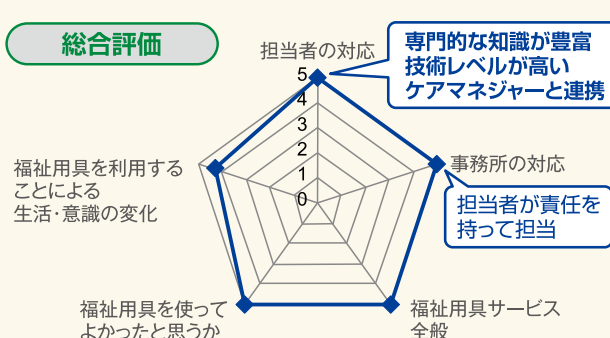 総合評価
担当者の対応
専門的な知識が豊富
技術レベルが高い
ケアマネジャーと連携
5
4
3
2
1
0
事務所の対応
担当者が責任を
持って担当
福祉用具を利用する
ことによる
生活・意識の変化
福祉用具を使って
よかったと思うか
福祉用具サービス
全般